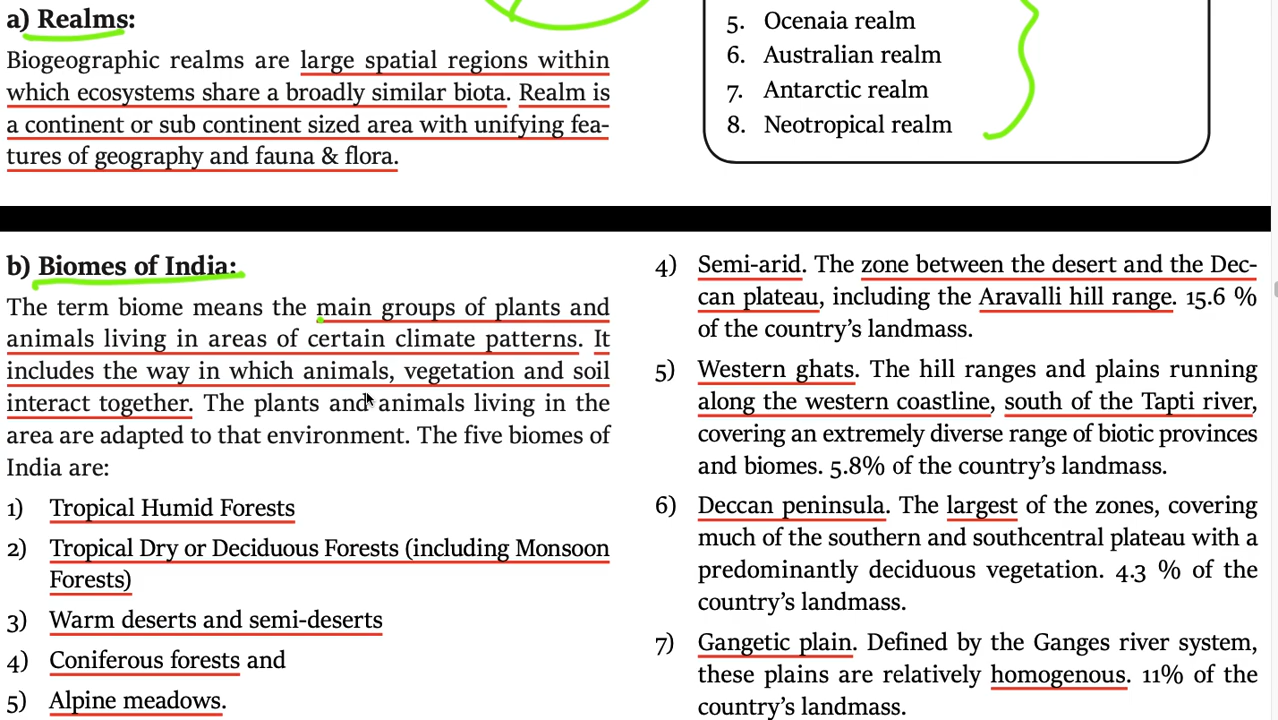 a) Realms:
Biogeographic realms are large spatial regions within
which ecosystems share a broadly similar biota. Realm is
a continent or sub continent sized area with unifying fea-
tures of geography and fauna & flora.
5. Ocenaia realm
6. Australian realm
7. Antarctic realm
8. Neotropical realm
b) Biomes of India:
The term biome means the main groups of plants and
animals living in areas of certain climate patterns. It
includes the way in which animals, vegetation and soil
interact together. The plants and animals living in the
area are adapted to that environment. The five biomes of
India are:
1) Tropical Humid Forests
2) Tropical Dry or Deciduous Forests (including Monsoon
Forests)
3) Warm deserts and semi-deserts
4) Coniferous forests and
5) Alpine meadows.
4) Semi-arid. The zone between the desert and the Dec-
can plateau, including the Aravalli hill range. 15.6 %
of the country’s landmass.
5) Western ghats. The hill ranges and plains running
along the western coastline, south of the Tapti river,
covering an extremely diverse range of biotic provinces
and biomes. 5.8% of the country’s landmass.
6) Deccan peninsula. The largest of the zones, covering
much of the southern and southcentral plateau with a
predominantly deciduous vegetation. 4.3 % of the
country’s landmass.
7) Gangetic plain. Defined by the Ganges river system,
these plains are relatively homogenous. 11% of the
country’s landmass.